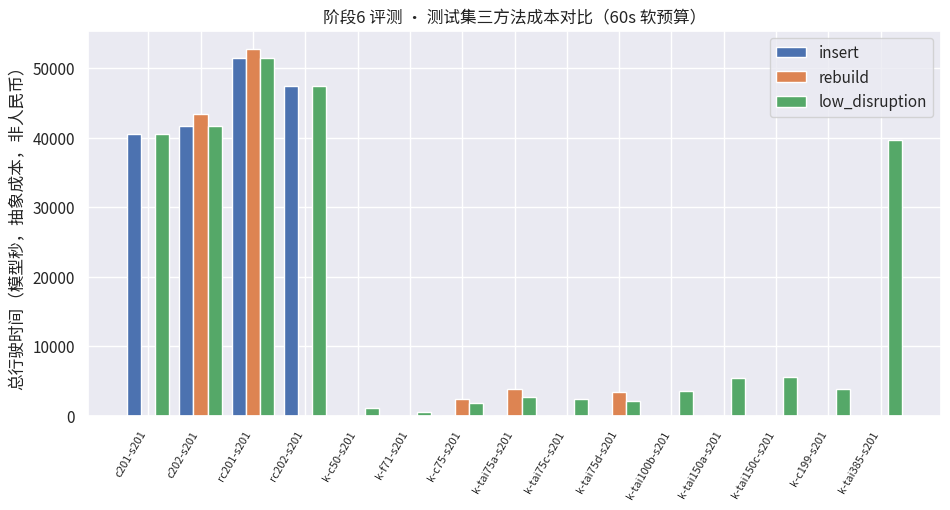 阶段6 评测 · 测试集三方法成本对比（60s 软预算）
总行驶时间（模型秒，抽象成本，非人民币）
50000
40000
30000
20000
10000
0
insert
rebuild
low_disruption
c201-s201
c202-s201
rc201-s201
rc202-s201
k-c50-s201
k-f71-s201
k-c75-s201
k-tai75a-s201
k-tai75c-s201
k-tai75d-s201
k-tai100b-s201
k-tai150a-s201
k-tai150c-s201
k-c199-s201
k-tai385-s201